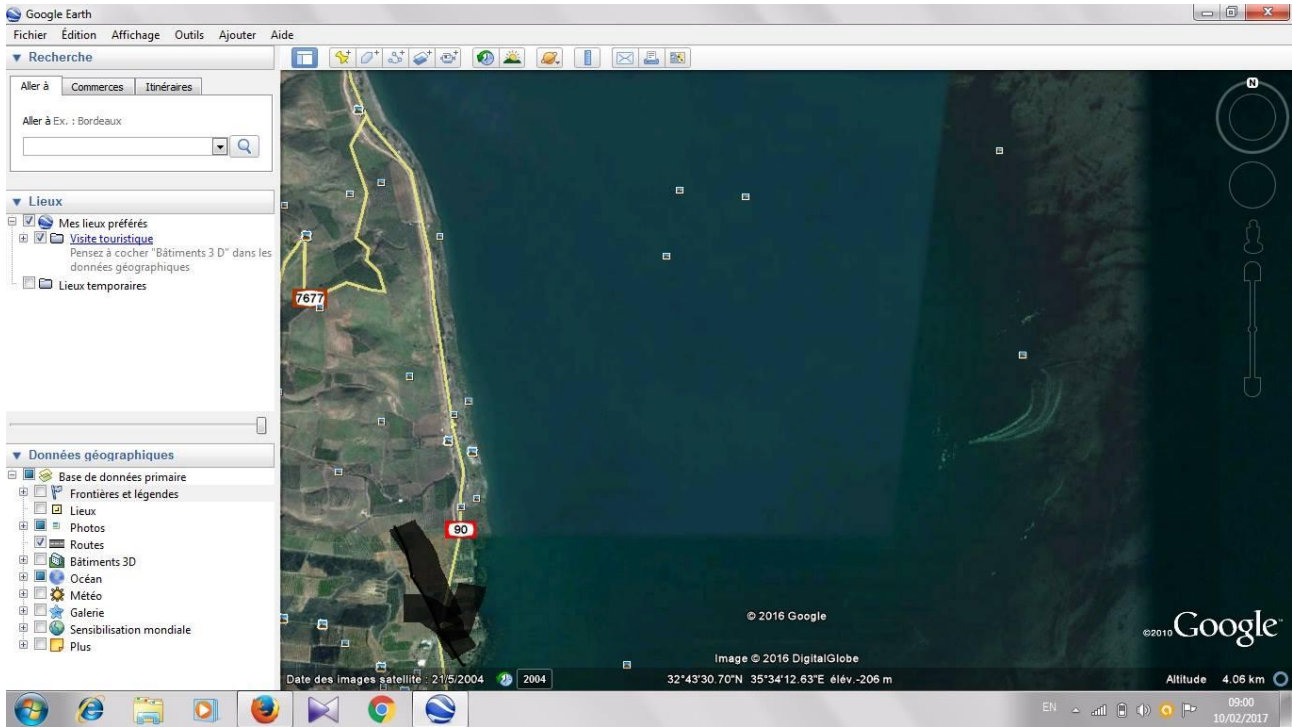 Google Earth
Fichier Édition Affichage Outils Ajouter Aide
Recherche
Aller à Commerces Itinéraires
Aller à Ex. : Bordeaux
Lieux
Mes lieux préférés
Visite touristique
Pensez à cocher "Bâtiments 3 D" dans les
données géographiques
Lieux temporaires
Données géographiques
Base de données primaire
Frontières et légendes
Lieux
Photos
Routes
Bâtiments 3D
Océan
Météo
Galerie
Sensibilisation mondiale
Plus
N
7677
90
© 2016 Google
©2010 Google
Image © 2016 DigitalGlobe
Date des images satellite : 21/5/2004 2004 32°43'30.70"N 35°34'12.63"E élév.-206 m Altitude 4.06 km
EN 09:00
10/02/2017